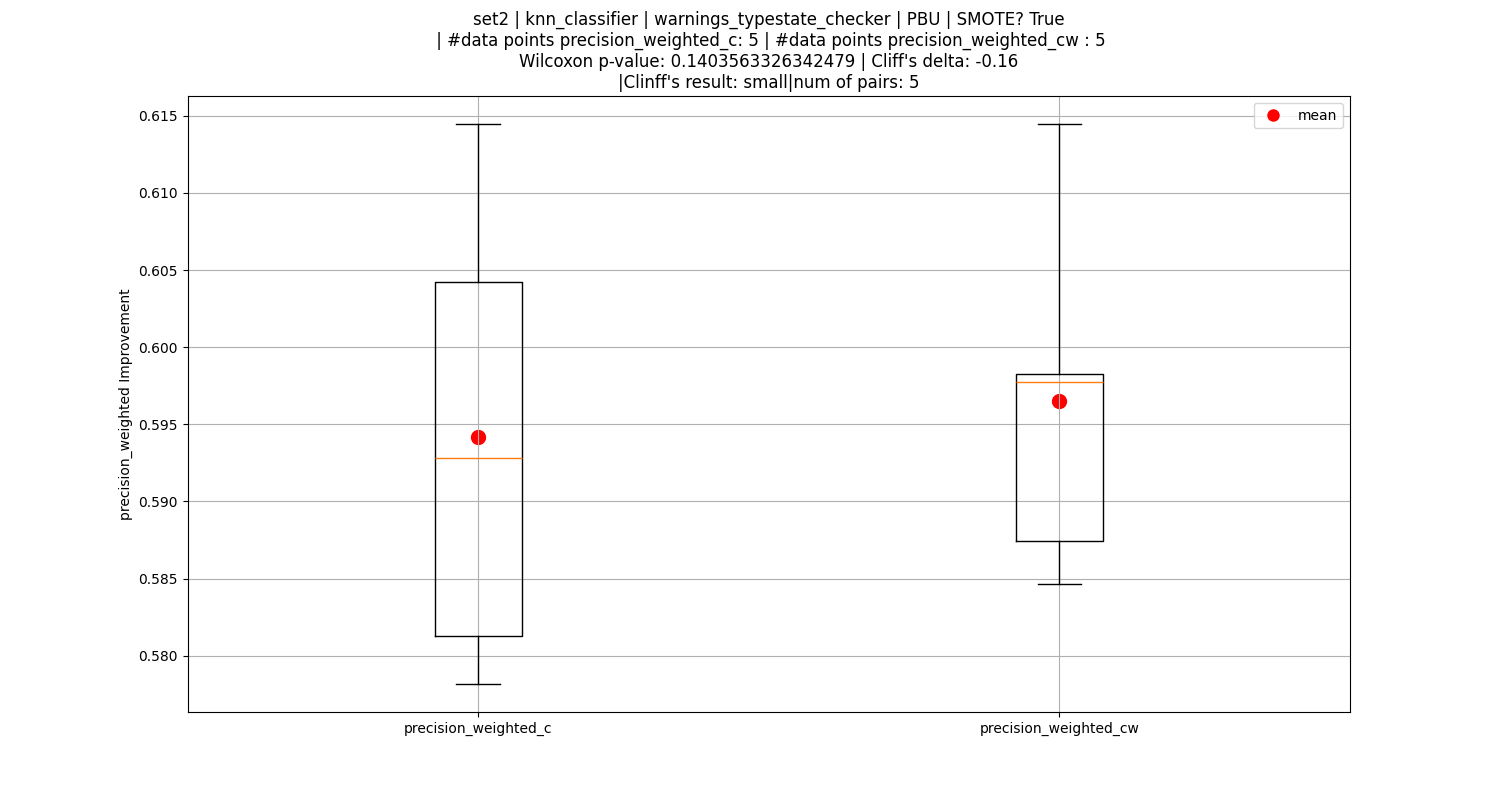 set2 | knn_classifier | warnings_typestate_checker | PBU | SMOTE? True
| #data points precision_weighted_c: 5 | #data points precision_weighted_cw : 5
Wilcoxon p-value: 0.1403563326342479 | Cliff's delta: -0.16
|Clinff's result: small|num of pairs: 5
mean
0.615
0.610
0.605
0.600
0.595
0.590
0.585
0.580
precision_weighted Improvement
precision_weighted_c
precision_weighted_cw